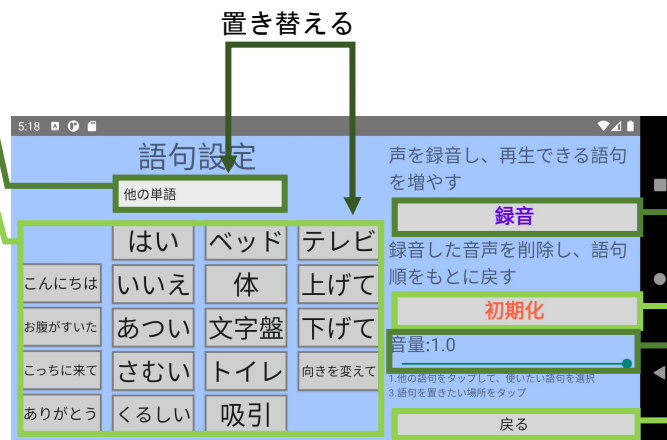 置き替える
5:18
語句設定
他の単語
はい ベッド テレビ
こんにちは いいえ 体 上げて
お腹がすいた あつい 文字盤 下げて
こっちに来て さむい トイレ 向きを変えて
ありがとう くるしい 吸引
声を録音し、再生できる語句
を増やす
録音
録音した音声を削除し、語句
順をもとに戻す
初期化
音量:1.0
1.他の語句をタップして、使いたい語句を選択
3.語句を置きたい場所をタップ
戻る